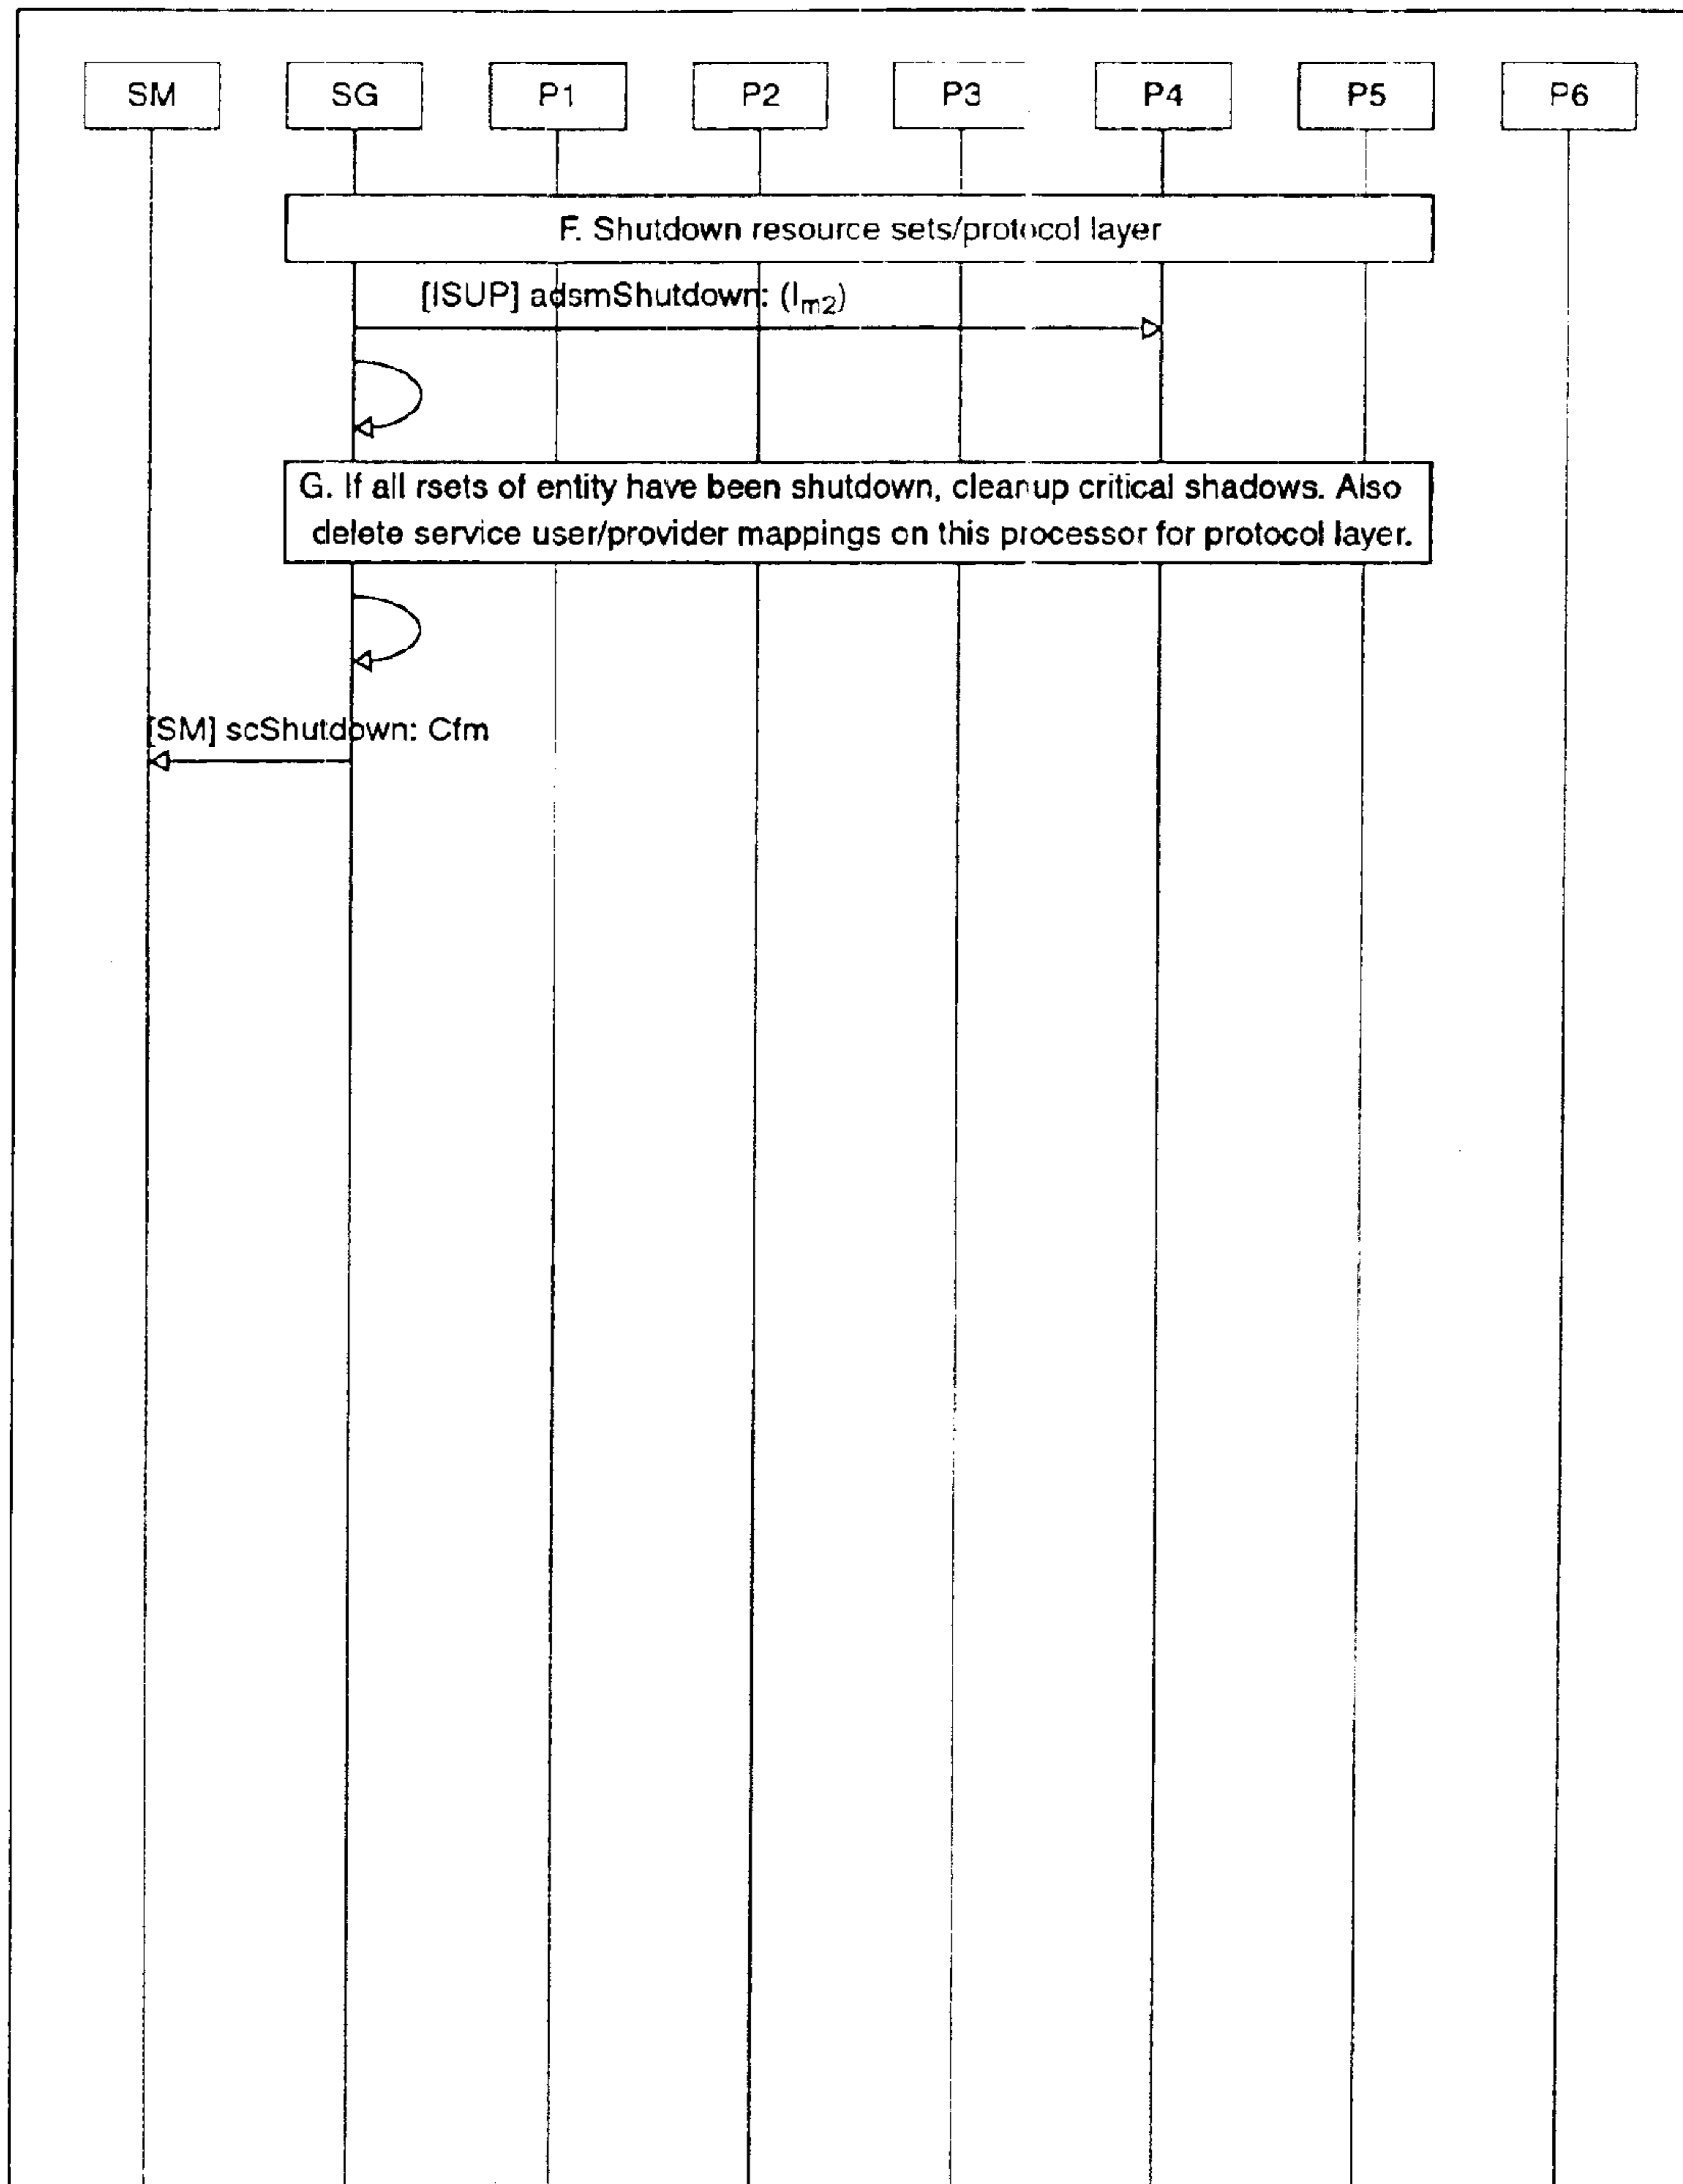 SM SG P1 P2 P3 P4 P5 P6
F. Shutdown resource sets/protocol layer
[ISUP] adsmShutdown: (Im2)
G. If all rsets of entity have been shutdown, cleanup critical shadows. Also
delete service user/provider mappings on this processor for protocol layer.
[SM] scShutdown: Cfm